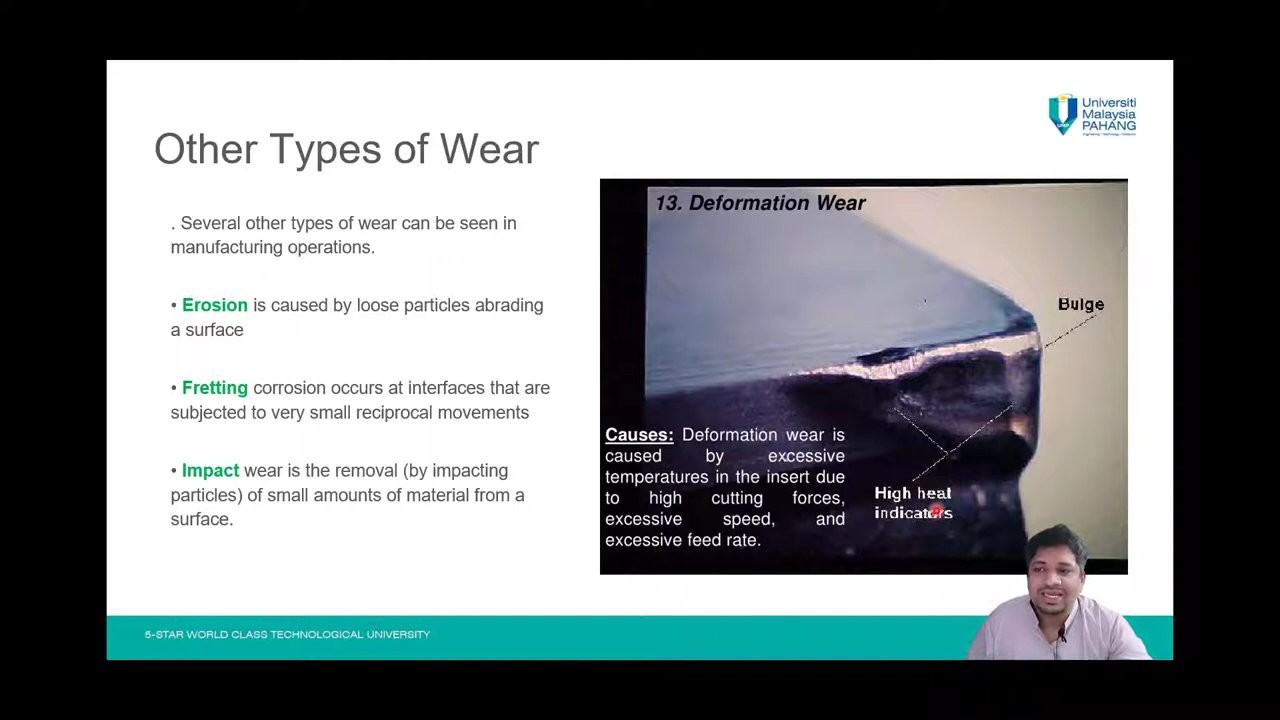 Universiti
Malaysia
PAHANG
Other Types of Wear
. Several other types of wear can be seen in
manufacturing operations.
• Erosion is caused by loose particles abrading
a surface
• Fretting corrosion occurs at interfaces that are
subjected to very small reciprocal movements
• Impact wear is the removal (by impacting
particles) of small amounts of material from a
surface.
13. Deformation Wear
Bulge
Causes: Deformation wear is
caused by excessive
temperatures in the insert due
to high cutting forces,
excessive speed, and
excessive feed rate.
High heat
indicators
5-STAR WORLD CLASS TECHNOLOGICAL UNIVERSITY